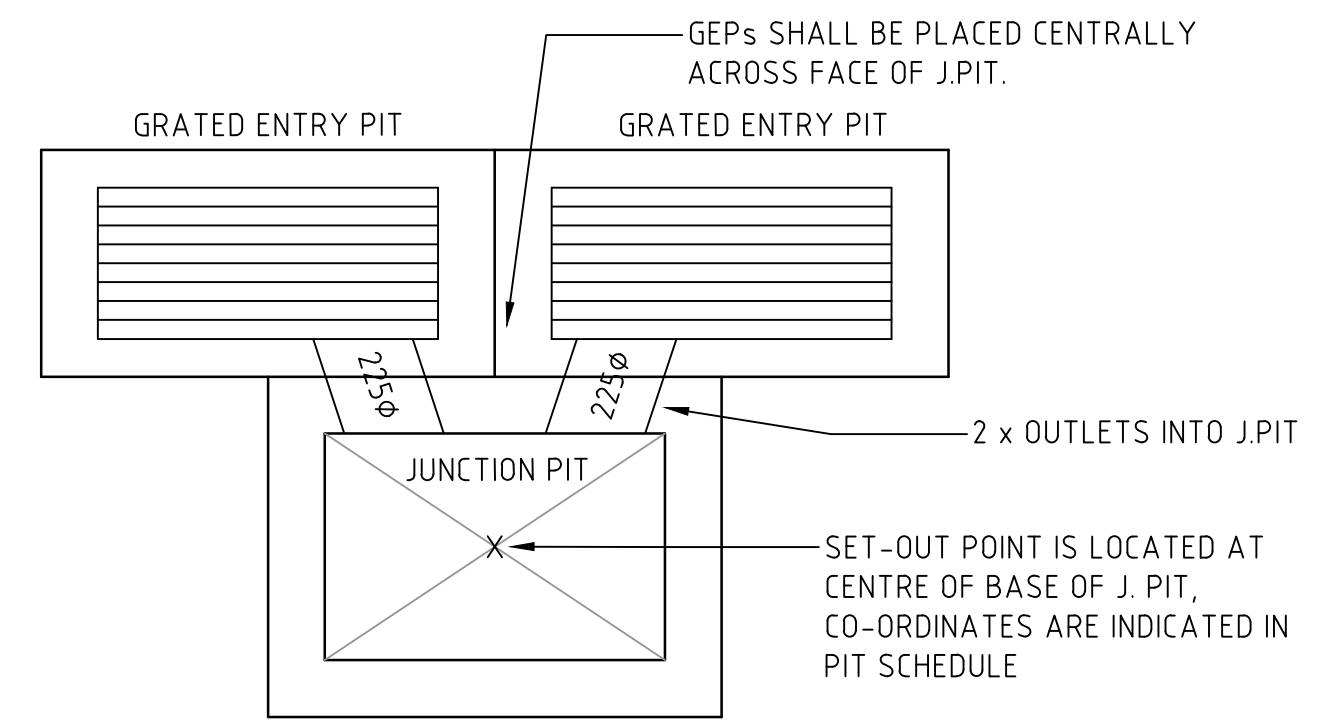 GEPs SHALL BE PLACED CENTRALLY
ACROSS FACE OF J.PIT.
GRATED ENTRY PIT
GRATED ENTRY PIT
225ϕ
225ϕ
2 x OUTLETS INTO J.PIT
JUNCTION PIT
SET-OUT POINT IS LOCATED AT
CENTRE OF BASE OF J. PIT,
CO-ORDINATES ARE INDICATED IN
PIT SCHEDULE